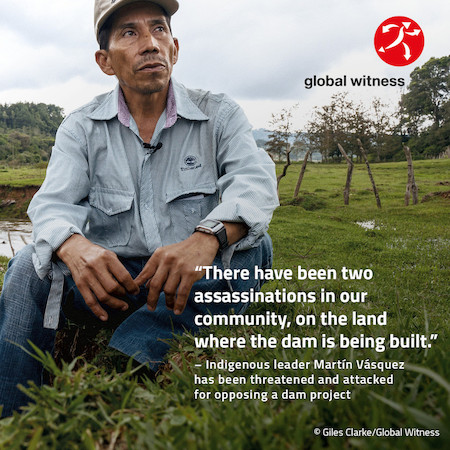 global witness
“There have been two
assassinations in our
community, on the land
where the dam is being built.”
– Indigenous leader Martín Vásquez
has been threatened and attacked
for opposing a dam project
© Giles Clarke/Global Witness